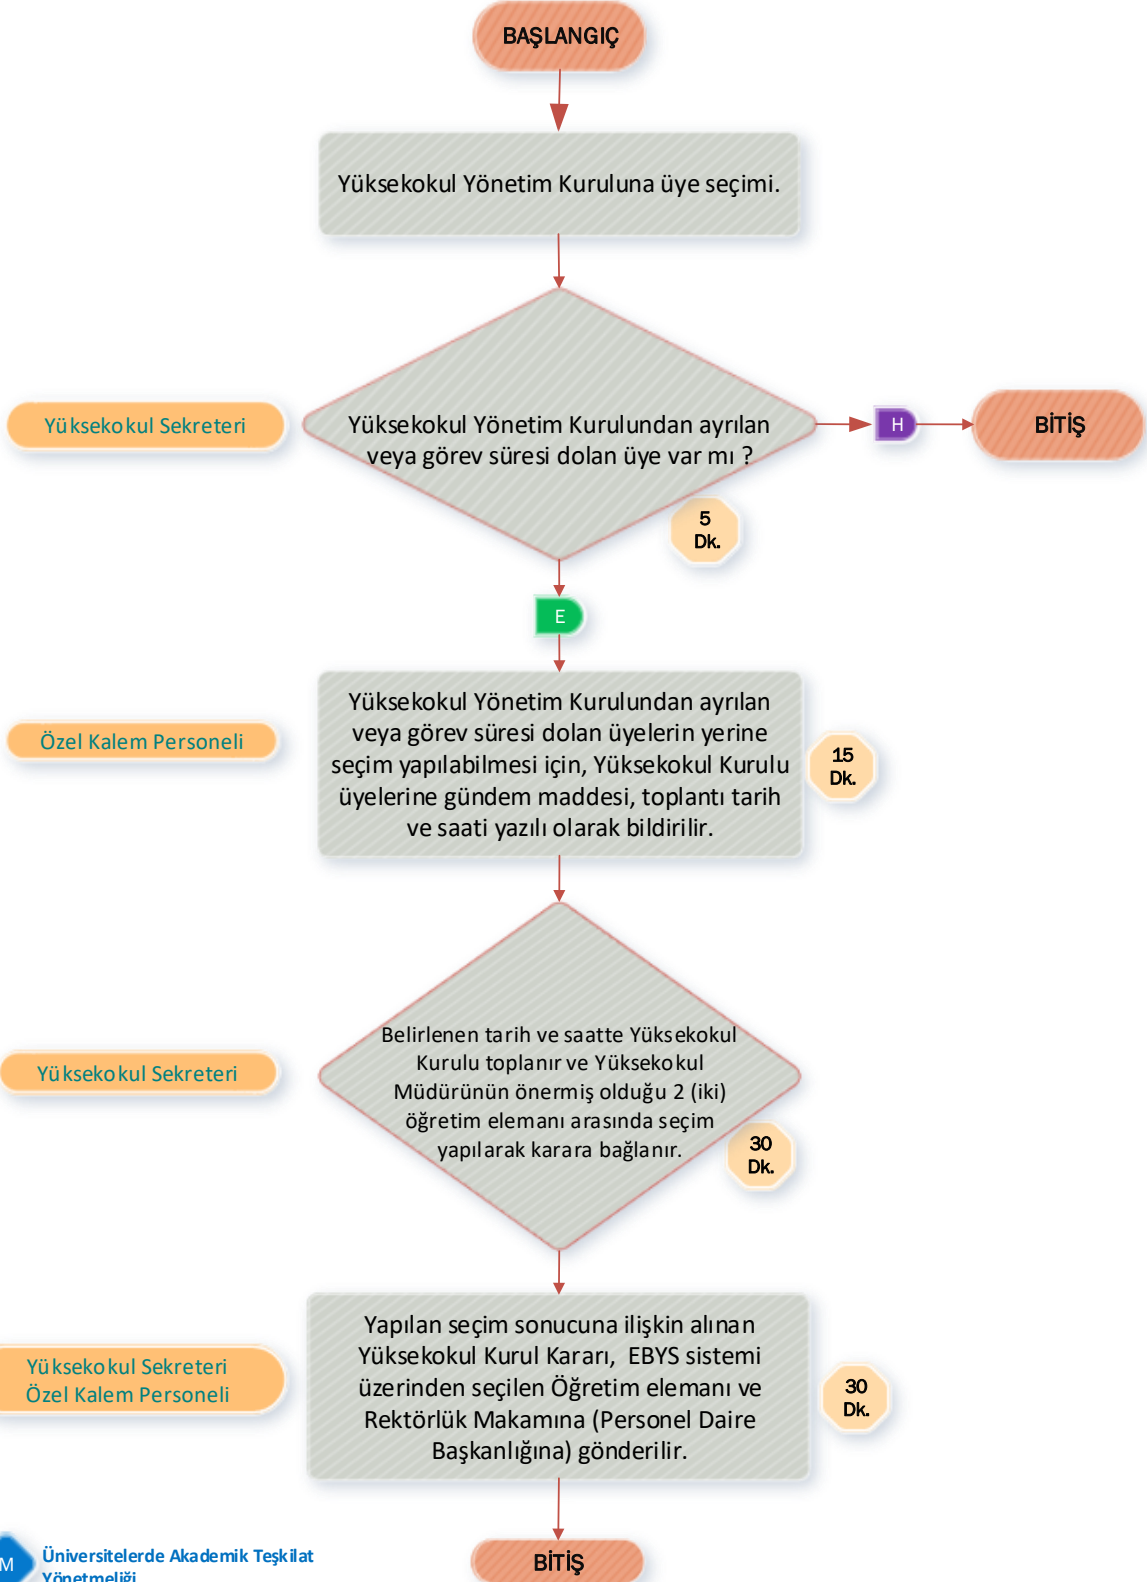 BAŞLANGIÇ
Yüksekokul Yönetim Kuruluna üye seçimi.
Yüksekokul Sekreteri
Yüksekokul Yönetim Kurulundan ayrılan
veya görev süresi dolan üye var mı ?
H
BİTİŞ
5
Dk.
E
Özel Kalem Personeli
Yüksekokul Yönetim Kurulundan ayrılan
veya görev süresi dolan üyelerin yerine
seçim yapılabilmesi için, Yüksekokul Kurulu
üyelerine gündem maddesi, toplantı tarih
ve saati yazılı olarak bildirilir.
15
Dk.
Yüksekokul Sekreteri
Belirlenen tarih ve saatte Yüksekokul
Kurulu toplanır ve Yüksekokul
Müdürünün önermiş olduğu 2 (iki)
öğretim elemanı arasında seçim
yapılarak karara bağlanır.
30
Dk.
Yüksekokul Sekreteri
Özel Kalem Personeli
Yapılan seçim sonucuna ilişkin alınan
Yüksekokul Kurul Kararı, EBYS sistemi
üzerinden seçilen Öğretim elemanı ve
Rektörlük Makamına (Personel Daire
Başkanlığına) gönderilir.
30
Dk.
M
Üniversitelerde Akademik Teşkilat
Yönetmeliği
BİTİŞ